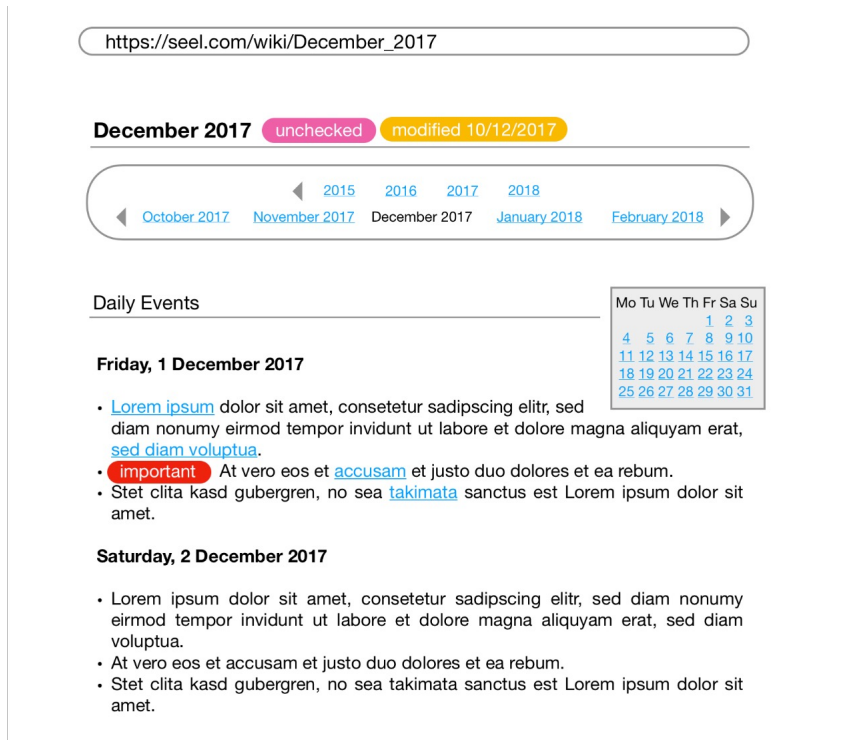 https://seel.com/wiki/December_2017
December 2017 unchecked modified 10/12/2017
2015 2016 2017 2018
October 2017 November 2017 December 2017 January 2018 February 2018
Daily Events
Mo Tu We Th Fr Sa Su
1 2 3
4 5 6 7 8 9 10
11 12 13 14 15 16 17
18 19 20 21 22 23 24
25 26 27 28 29 30 31
Friday, 1 December 2017
• Lorem ipsum dolor sit amet, consetetur sadipscing elitr, sed
diam nonumy eirmod tempor invidunt ut labore et dolore magna aliquyam erat,
sed diam voluptua.
• important At vero eos et accusam et justo duo dolores et ea rebum.
• Stet clita kasd gubergren, no sea takimata sanctus est Lorem ipsum dolor sit
amet.
Saturday, 2 December 2017
• Lorem ipsum dolor sit amet, consetetur sadipscing elitr, sed diam nonumy
eirmod tempor invidunt ut labore et dolore magna aliquyam erat, sed diam
voluptua.
• At vero eos et accusam et justo duo dolores et ea rebum.
• Stet clita kasd gubergren, no sea takimata sanctus est Lorem ipsum dolor sit
amet.